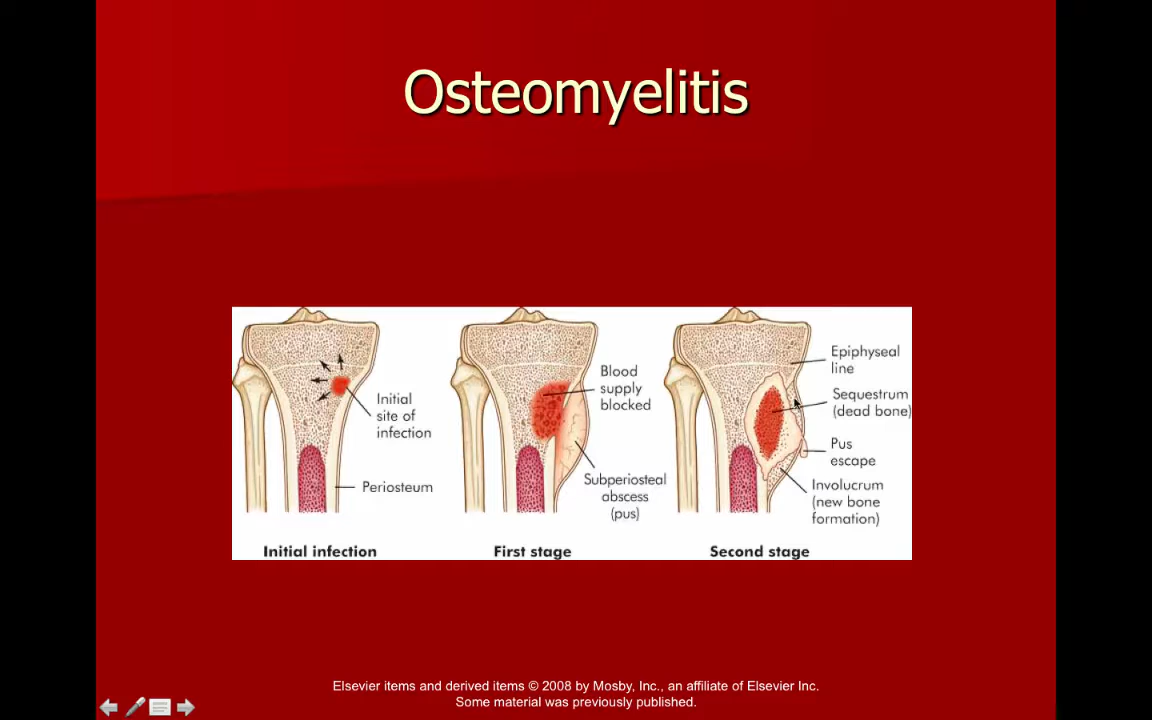 Osteomyelitis
Initial
site of
infection
Periosteum
Initial infection
Blood
supply
blocked
Subperiosteal
abscess
(pus)
First stage
Epiphyseal
line
Sequestrum
(dead bone)
Pus
escape
Involucrum
(new bone
formation)
Second stage
Elsevier items and derived items © 2008 by Mosby, Inc., an affiliate of Elsevier Inc.
Some material was previously published.